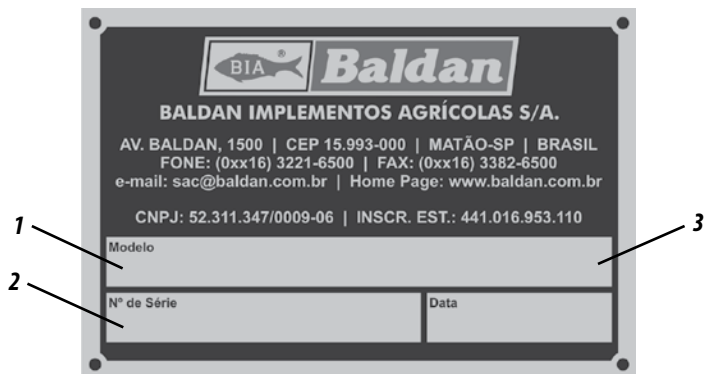 BIA ® Baldan
BALDAN IMPLEMENTOS AGRÍCOLAS S/A.
AV. BALDAN, 1500 | CEP 15.993-000 | MATÃO-SP | BRASIL
FONE: (0xx16) 3221-6500 | FAX: (0xx16) 3382-6500
e-mail: sac@baldan.com.br | Home Page: www.baldan.com.br
CNPJ: 52.311.347/0009-06 | INSCR. EST.: 441.016.953.110
1
3
Modelo
2
Nº de Série
Data